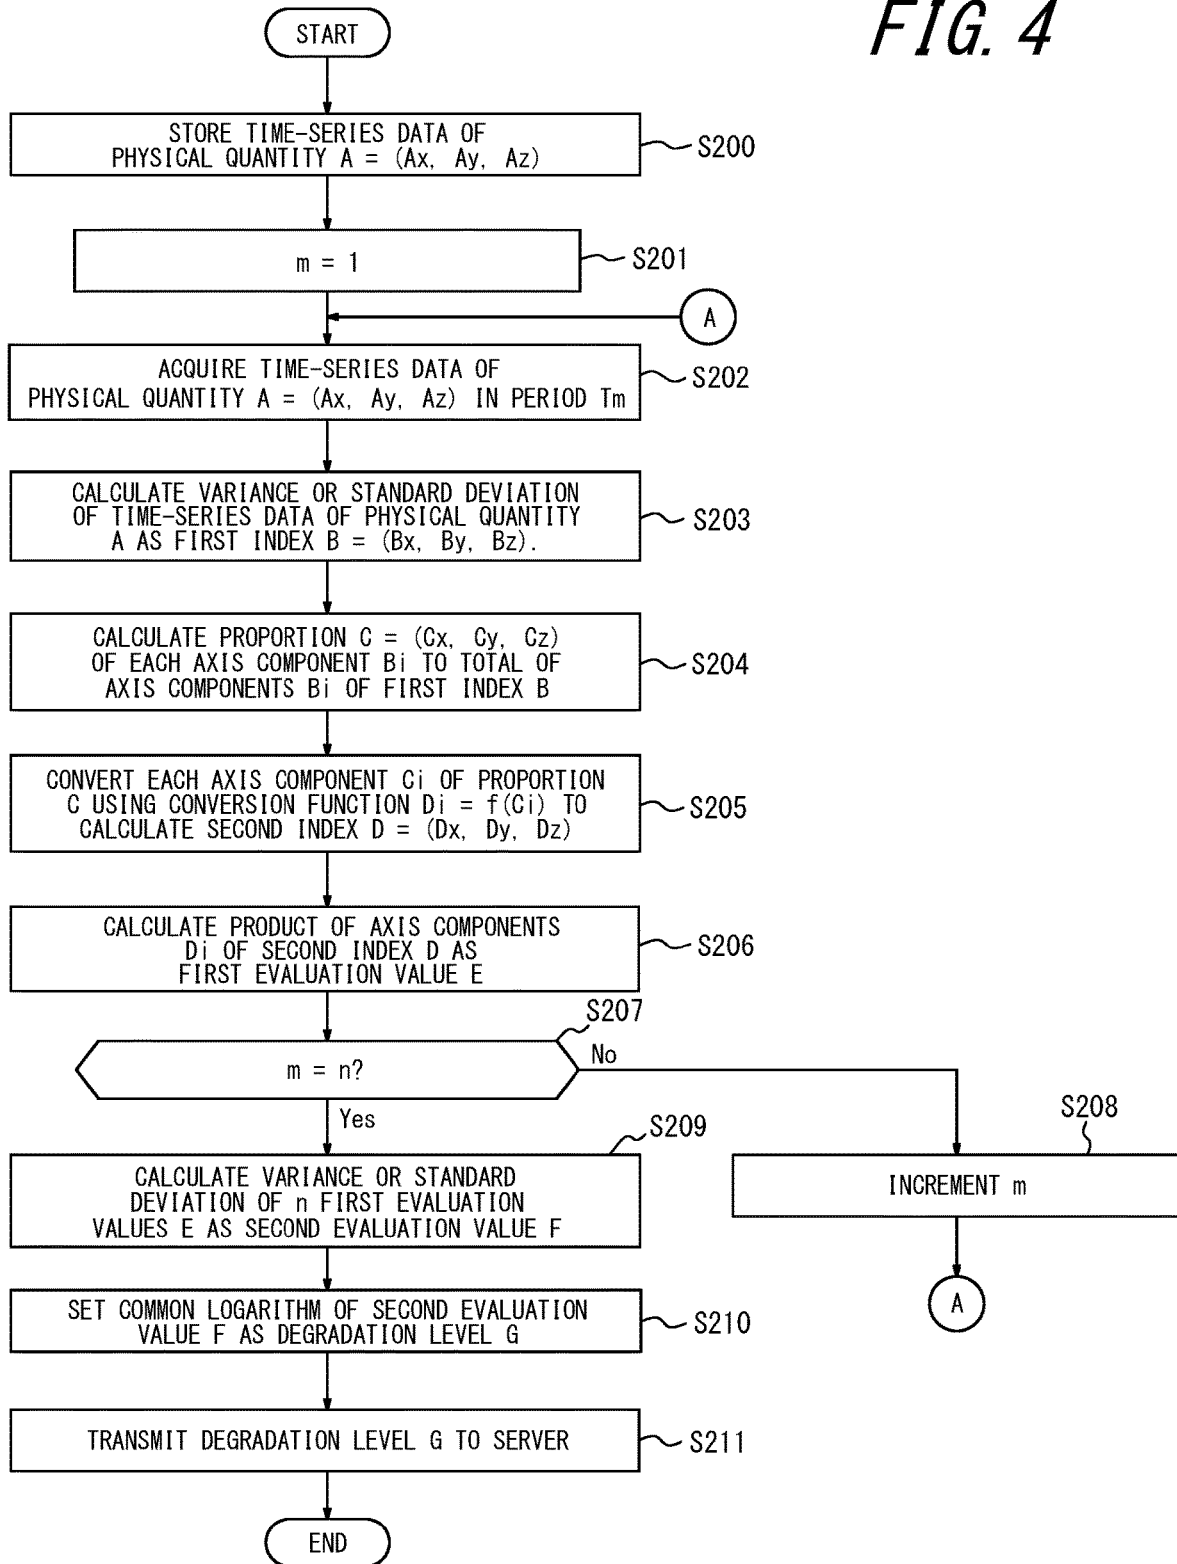 FIG. 4
START
STORE TIME-SERIES DATA OF
PHYSICAL QUANTITY A = (Ax, Ay, Az)
S200
m = 1
S201
A
ACQUIRE TIME-SERIES DATA OF
PHYSICAL QUANTITY A = (Ax, Ay, Az) IN PERIOD Tm
S202
CALCULATE VARIANCE OR STANDARD DEVIATION
OF TIME-SERIES DATA OF PHYSICAL QUANTITY
A AS FIRST INDEX B = (Bx, By, Bz).
S203
CALCULATE PROPORTION C = (Cx, Cy, Cz)
OF EACH AXIS COMPONENT Bi TO TOTAL OF
AXIS COMPONENTS Bi OF FIRST INDEX B
S204
CONVERT EACH AXIS COMPONENT Ci OF PROPORTION
C USING CONVERSION FUNCTION Di = f(Ci) TO
CALCULATE SECOND INDEX D = (Dx, Dy, Dz)
S205
CALCULATE PRODUCT OF AXIS COMPONENTS
Di OF SECOND INDEX D AS
FIRST EVALUATION VALUE E
S206
S207
m = n?
No
Yes
S208
INCREMENT m
A
S209
CALCULATE VARIANCE OR STANDARD
DEVIATION OF n FIRST EVALUATION
VALUES E AS SECOND EVALUATION VALUE F
SET COMMON LOGARITHM OF SECOND EVALUATION
VALUE F AS DEGRADATION LEVEL G
S210
TRANSMIT DEGRADATION LEVEL G TO SERVER
S211
END